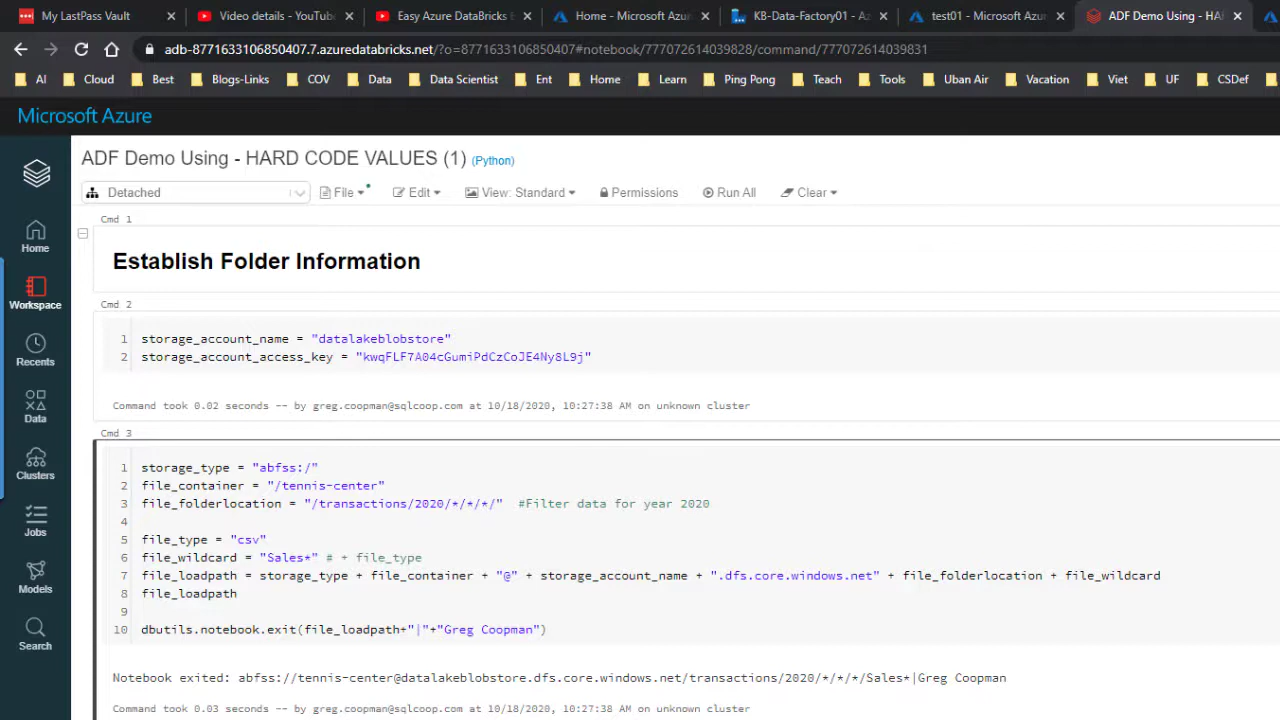 My LastPass Vault
Video details - YouTub
Easy Azure DataBricks E
Home - Microsoft Azur
KB-Data-Factory01 - Az
test01 - Microsoft Azur
ADF Demo Using - HAR
adb-8771633106850407.7.azuredatabricks.net/?o=8771633106850407#notebook/777072614039828/command/777072614039831
AI Cloud Best Blogs-Links COV Data Data Scientist Ent Home Learn Ping Pong Teach Tools Uban Air Vacation Viet UF CSDef
Microsoft Azure
ADF Demo Using - HARD CODE VALUES (1) (Python)
Detached File Edit View: Standard Permissions Run All Clear
Home
Workspace
Recents
Data
Clusters
Jobs
Models
Search
Cmd 1
Establish Folder Information
Cmd 2
1 storage_account_name = "datalakeblobstore"
2 storage_account_access_key = "kwqFLF7A04cGumiPdCzCoJE4Ny8L9j"
Command took 0.02 seconds -- by greg.coopman@sqlcoop.com at 10/18/2020, 10:27:38 AM on unknown cluster
Cmd 3
1 storage_type = "abfss:/"
2 file_container = "/tennis-center"
3 file_folderlocation = "/transactions/2020/*/*/*/" #Filter data for year 2020
4
5 file_type = "csv"
6 file_wildcard = "Sales*" # + file_type
7 file_loadpath = storage_type + file_container + "@" + storage_account_name + ".dfs.core.windows.net" + file_folderlocation + file_wildcard
8 file_loadpath
9
10 dbutils.notebook.exit(file_loadpath+"|"+"Greg Coopman")
Notebook exited: abfss://tennis-center@datalakeblobstore.dfs.core.windows.net/transactions/2020/*/*/*/Sales*|Greg Coopman
Command took 0.03 seconds -- by greg.coopman@sqlcoop.com at 10/18/2020, 10:27:38 AM on unknown cluster